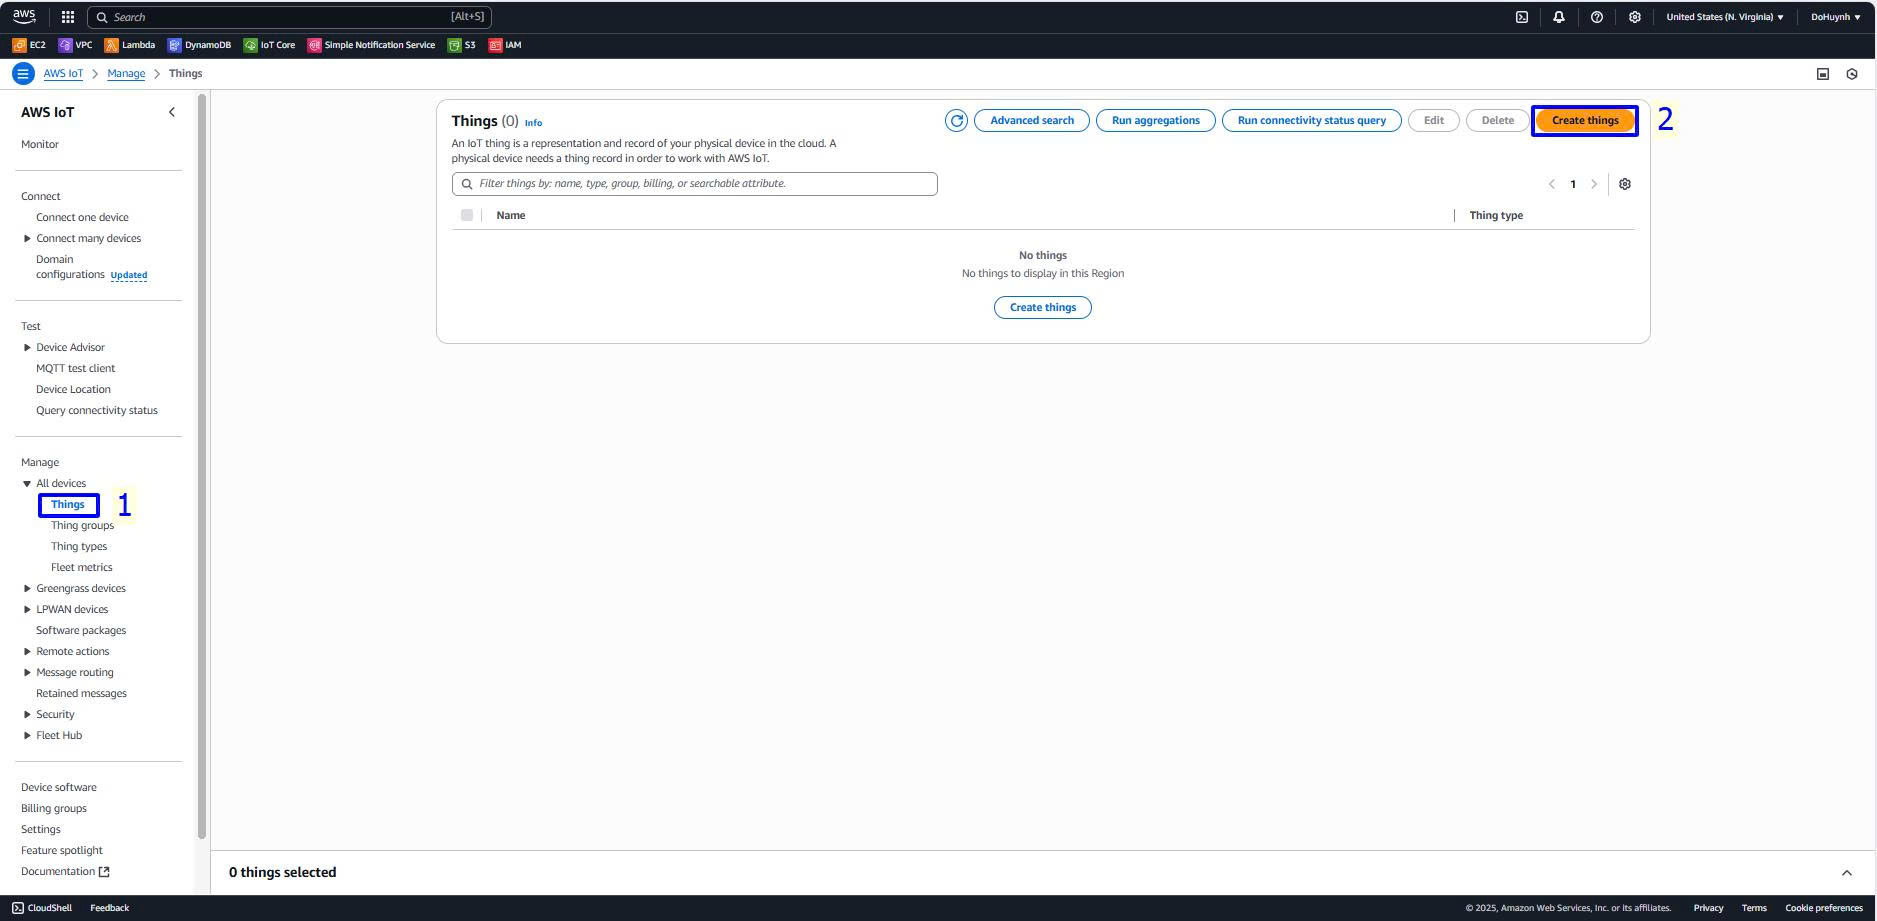 aws Search [Alt+S] United States (N. Virginia) DoHuynh
EC2 VPC Lambda DynamoDB IoT Core Simple Notification Service S3 IAM
AWS IoT Manage Things
AWS IoT
Monitor
Connect
Connect one device
Connect many devices
Domain
configurations Updated
Test
Device Advisor
MQTT test client
Device Location
Query connectivity status
Manage
All devices
Things 1
Thing groups
Thing types
Fleet metrics
Greengrass devices
LPWAN devices
Software packages
Remote actions
Message routing
Retained messages
Security
Fleet Hub
Device software
Billing groups
Settings
Feature spotlight
Documentation
Things (0) Info Advanced search Run aggregations Run connectivity status query Edit Delete Create things 2
An IoT thing is a representation and record of your physical device in the cloud. A
physical device needs a thing record in order to work with AWS IoT.
Filter things by: name, type, group, billing, or searchable attribute. 1
Name Thing type
No things
No things to display in this Region
Create things
0 things selected
CloudShell Feedback © 2025, Amazon Web Services, Inc. or its affiliates. Privacy Terms Cookie preferences